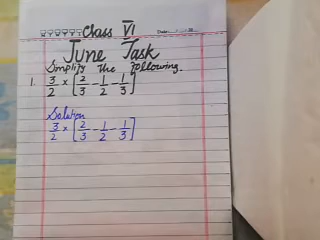 Class VI
Date:
June Task
Simplify the following.
1. 3/2 × [2/3 - 1/2 - 1/3]
Solution
3/2 × [2/3 - 1/2 - 1/3]